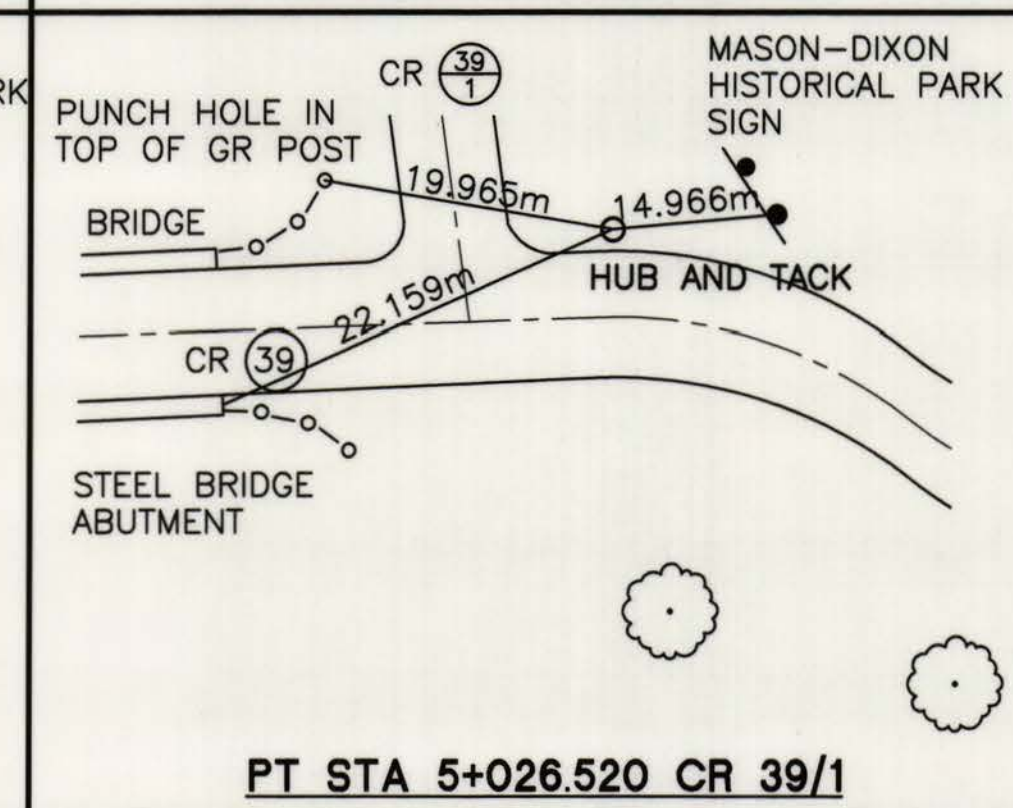 RK
PUNCH HOLE IN
TOP OF GR POST
CR 39
1
MASON-DIXON
HISTORICAL PARK
SIGN
19.965m
14.966m
BRIDGE
HUB AND TACK
22.159m
CR 39
STEEL BRIDGE
ABUTMENT
PT STA 5+026.520 CR 39/1